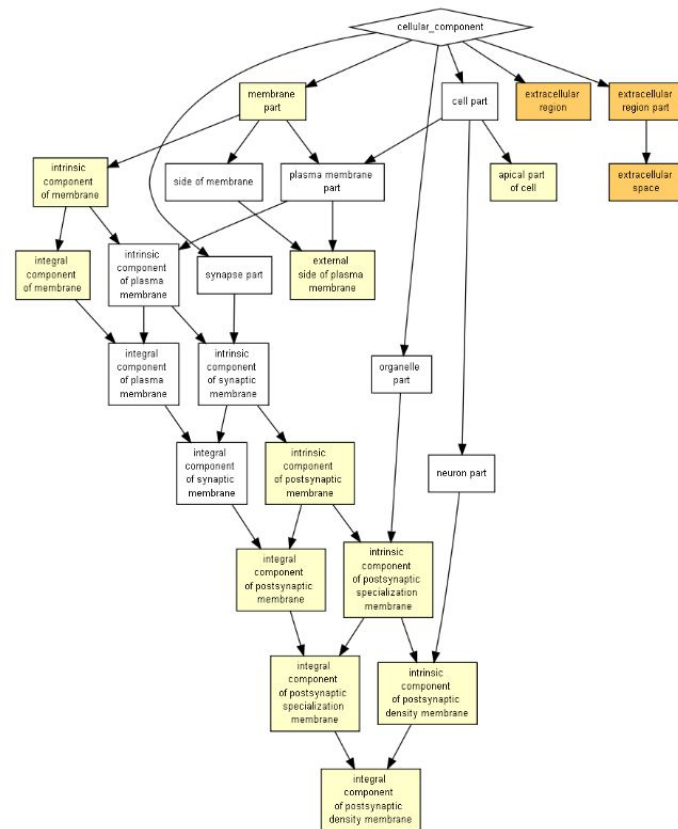 cellular_component
membrane
part
cell part
extracellular
region
extracellular
region part
intrinsic
component
of membrane
side of membrane
plasma membrane
part
apical part
of cell
extracellular
space
integral
component
of membrane
intrinsic
component
of plasma
membrane
synapse part
external
side of plasma
membrane
integral
component
of plasma
membrane
intrinsic
component
of synaptic
membrane
organelle
part
integral
component
of synaptic
membrane
intrinsic
component
of postsynaptic
membrane
neuron part
integral
component
of postsynaptic
membrane
intrinsic
component
of postsynaptic
specialization
membrane
integral
component
of postsynaptic
specialization
membrane
intrinsic
component
of postsynaptic
density membrane
integral
component
of postsynaptic
density membrane